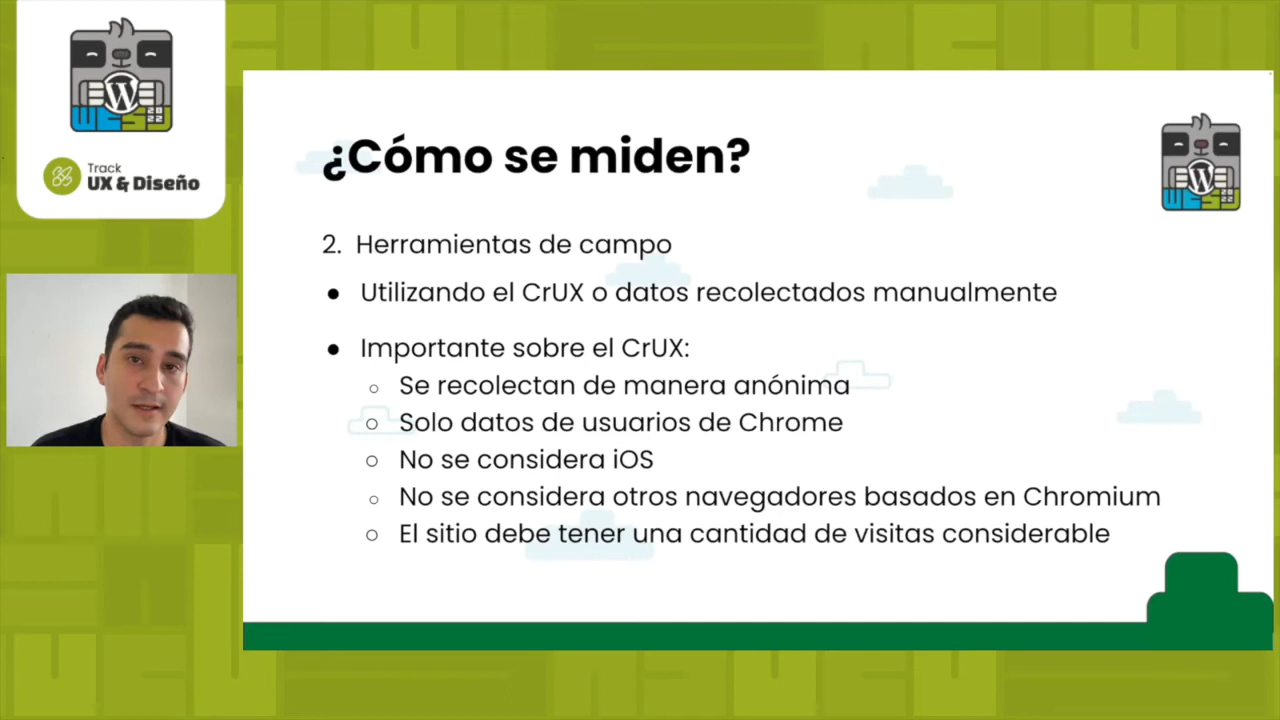 WESP
2022
Track
UX & Diseño
¿Cómo se miden?
2. Herramientas de campo
● Utilizando el CrUX o datos recolectados manualmente
● Importante sobre el CrUX:
○ Se recolectan de manera anónima
○ Solo datos de usuarios de Chrome
○ No se considera iOS
○ No se considera otros navegadores basados en Chromium
○ El sitio debe tener una cantidad de visitas considerable